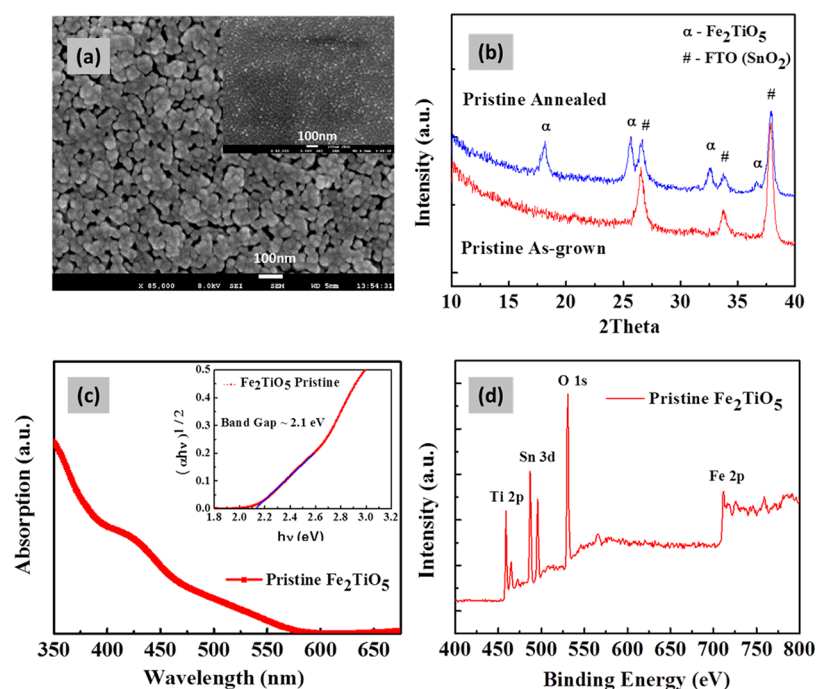 (a)
100nm
100nm
X 85,000 8.0kV SEI SEM WD 5mm 13:54:31
(b)
α - Fe2TiO5
# - FTO (SnO2)
Pristine Annealed
α
α
#
α
#
α
#
Pristine As-grown
Intensity (a.u.)
10 15 20 25 30 35 40
2Theta
(c)
Fe2TiO5 Pristine
Band Gap ~ 2.1 eV
(αhν)1/2
0.5
0.4
0.3
0.2
0.1
0.0
1.8 2.0 2.2 2.4 2.6 2.8 3.0
hν (eV)
Pristine Fe2TiO5
Absorption (a.u.)
350 400 450 500 550 600 650
Wavelength (nm)
(d)
O 1s
Pristine Fe2TiO5
Sn 3d
Ti 2p
Fe 2p
Intensity (a.u.)
400 450 500 550 600 650 700 750 800
Binding Energy (eV)